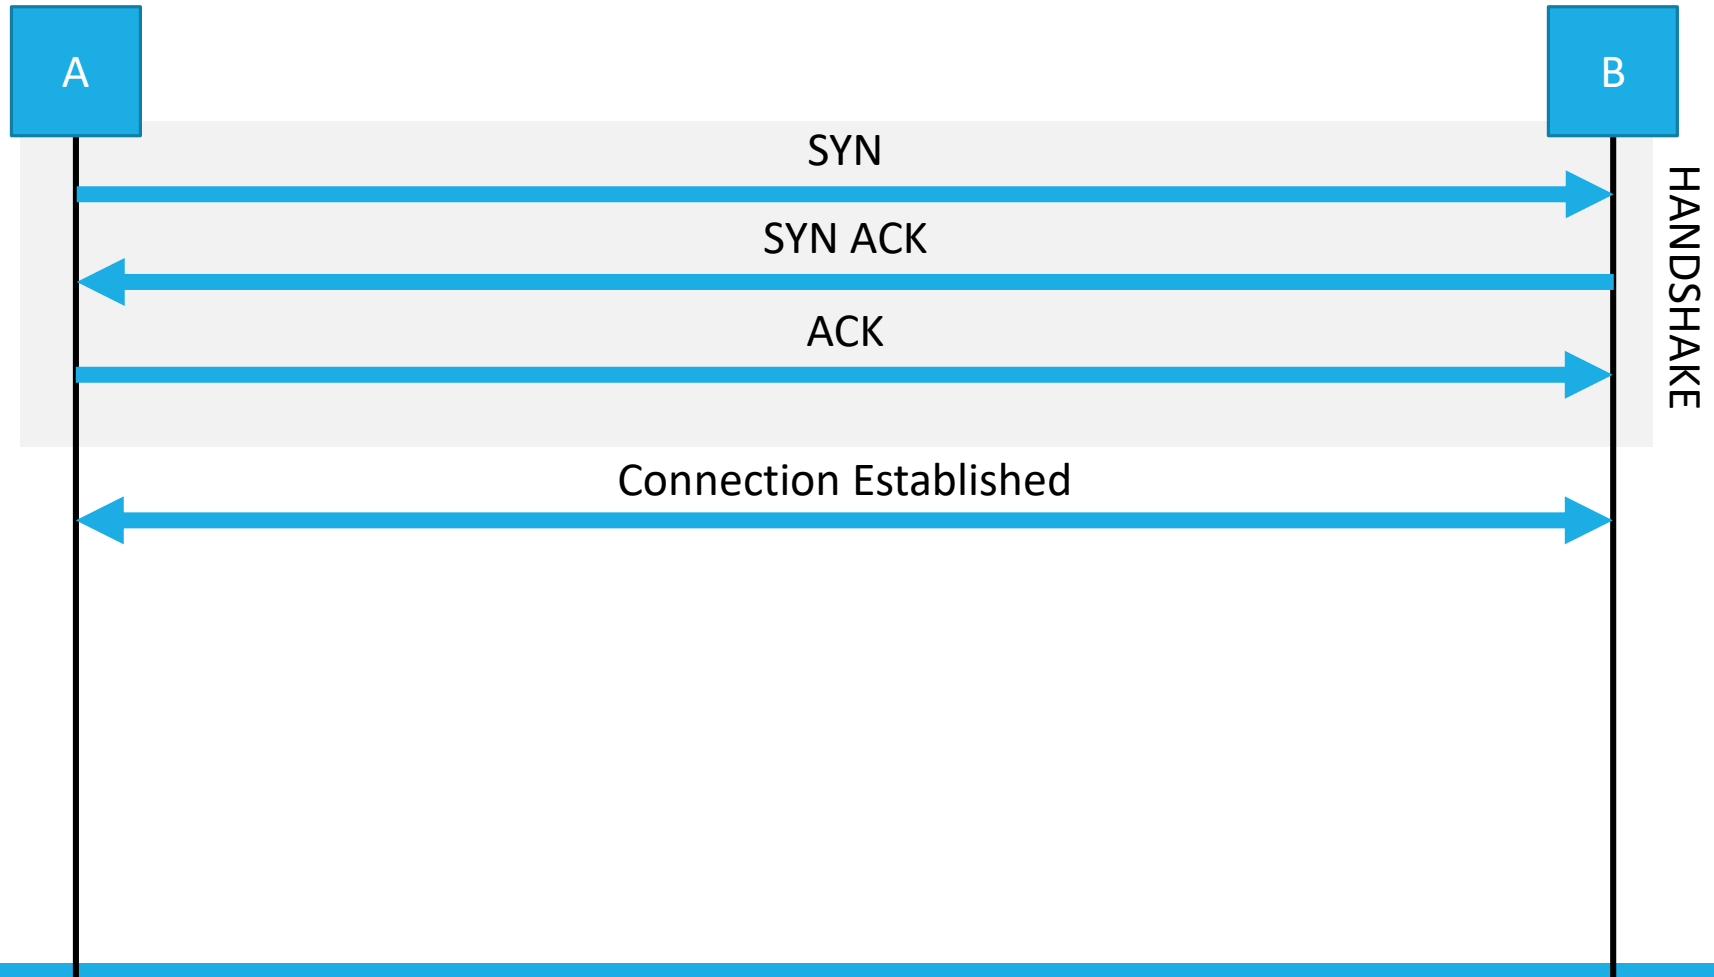 A
B
SYN
SYN ACK
ACK
HANDSHAKE
Connection Established